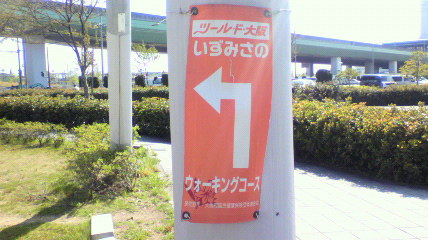 ツール・ド・大阪
いずみさの
ウォーキングコース